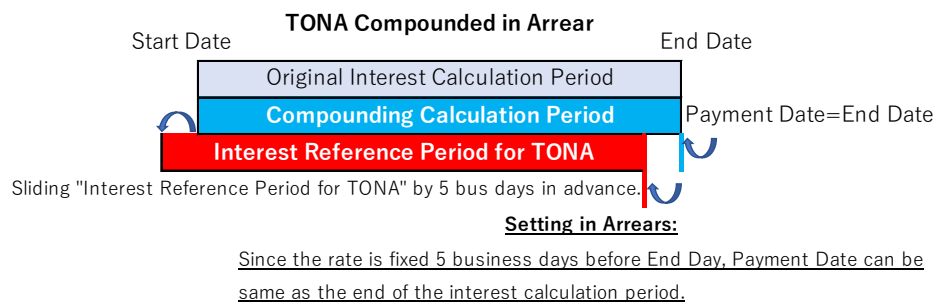 TONA Compounded in Arrear
Start Date
End Date
Original Interest Calculation Period
Compounding Calculation Period
Payment Date=End Date
Interest Reference Period for TONA
Sliding "Interest Reference Period for TONA" by 5 bus days in advance.
Setting in Arrears:
Since the rate is fixed 5 business days before End Day, Payment Date can be
same as the end of the interest calculation period.